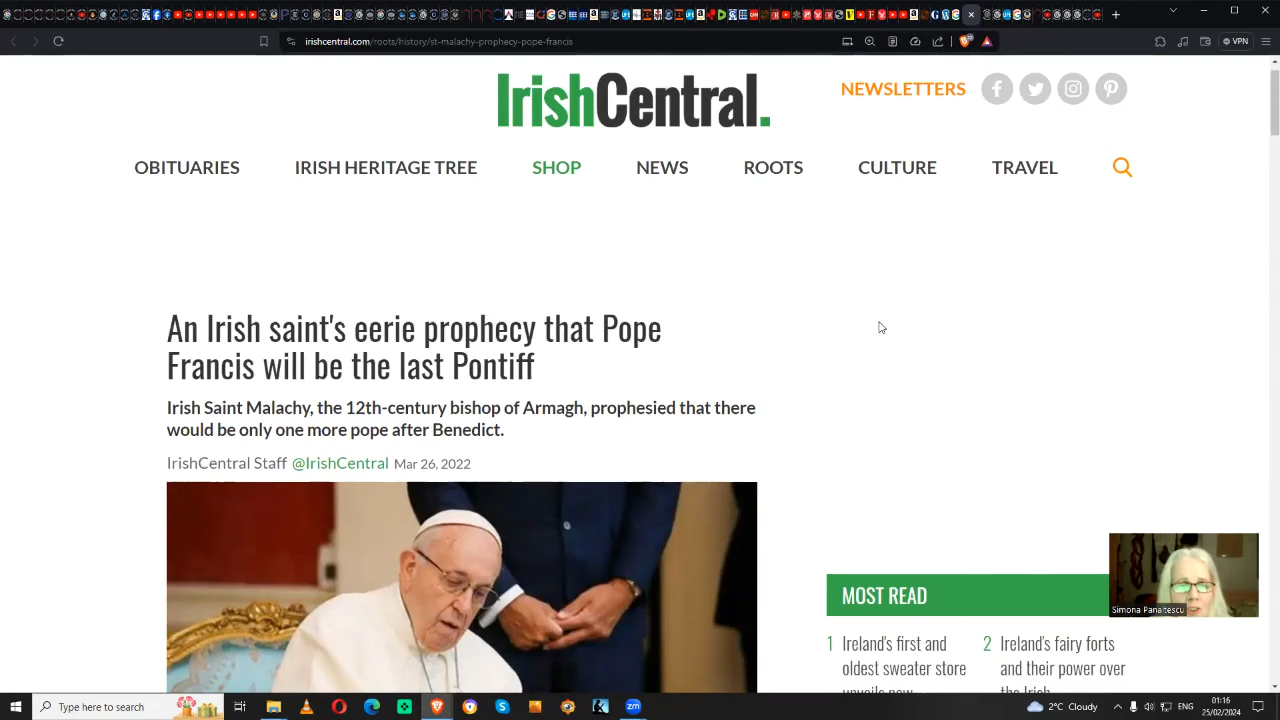 irishcentral.com/roots/history/st-malachy-prophecy-pope-francis
VPN
IrishCentral.
NEWSLETTERS
OBITUARIES
IRISH HERITAGE TREE
SHOP
NEWS
ROOTS
CULTURE
TRAVEL
An Irish saint's eerie prophecy that Pope
Francis will be the last Pontiff
Irish Saint Malachy, the 12th-century bishop of Armagh, prophesied that there
would be only one more pope after Benedict.
IrishCentral Staff @IrishCentral Mar 26, 2022
MOST READ
1 Ireland's first and
oldest sweater store
unveils new
2 Ireland's fairy forts
and their power over
the Irish
Simona Panaitescu
Type here to search
2°C Cloudy
ENG
01:16
25/02/2024